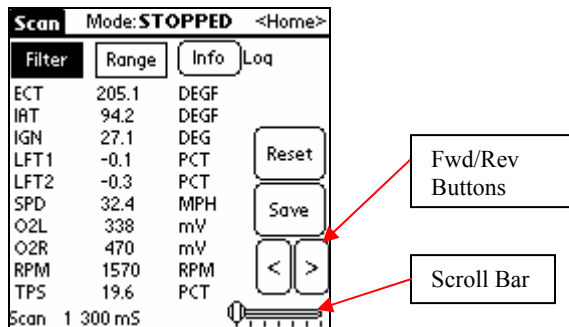 Scan Mode: STOPPED <Home>
Filter Range Info Log
ECT 205.1 DEGF
IAT 94.2 DEGF
IGN 27.1 DEG
LFT1 -0.1 PCT
LFT2 -0.3 PCT
SPD 32.4 MPH
O2L 338 mV
O2R 470 mV
RPM 1570 RPM
TPS 19.6 PCT
Scan 1 300 mS
Reset
Save
< >
Fwd/Rev
Buttons
Scroll Bar